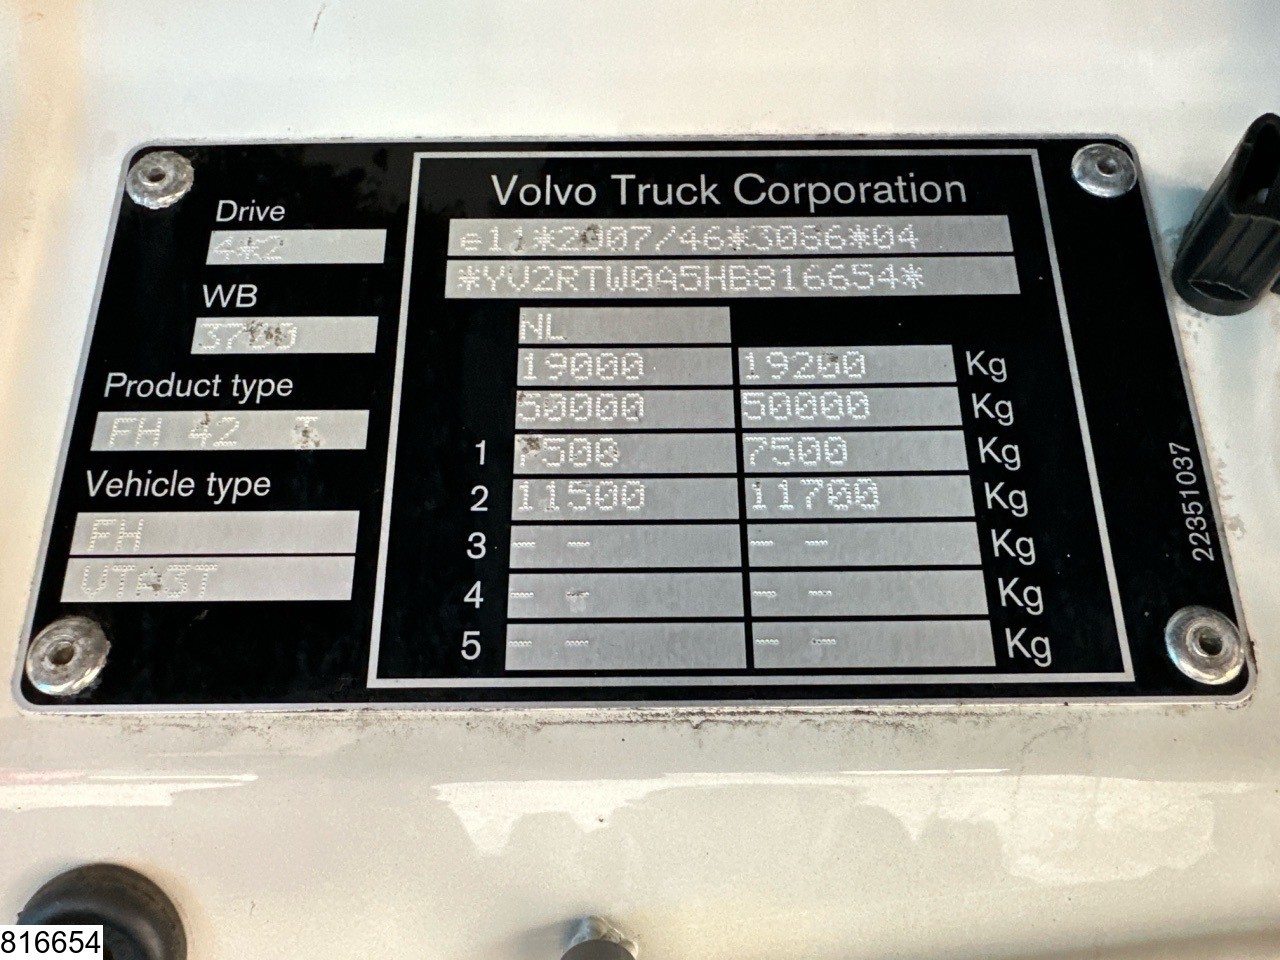 Volvo Truck Corporation
Drive
4*2
e11*2007/46*3086*04
*YV2RTW0A5HB816654*
WB
3700
NL
19000 19200 Kg
Product type
FH 42 T
50000 50000 Kg
1 7500 7500 Kg
Vehicle type
2 11500 11700 Kg
FH
3 -- -- -- -- Kg
VTA3T
4 -- -- -- -- Kg
5 -- -- -- -- Kg
22351037
816654